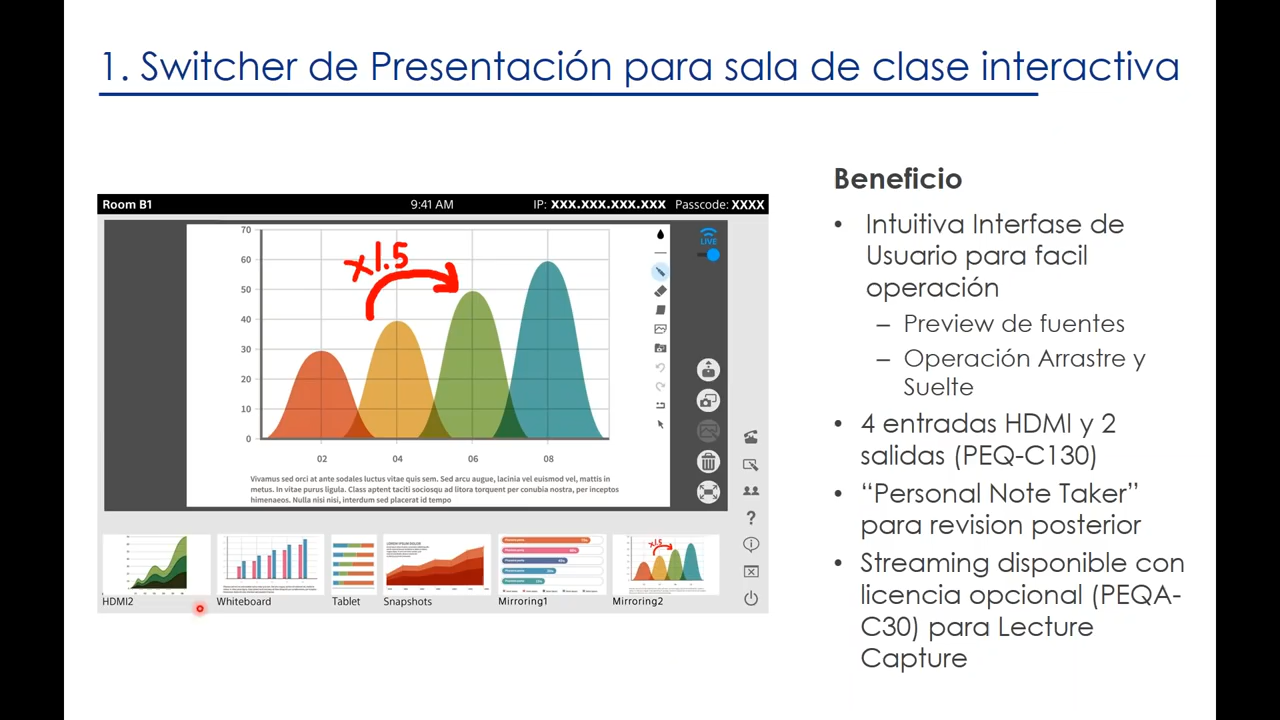 1. Switcher de Presentación para sala de clase interactiva
Room B1
9:41 AM
IP: xxx.xxx.xxx.xxx
Passcode: XXXX
70
60
50
40
30
20
10
0
x1.5
02
04
06
08
Vivamus sed orci at ante sodales luctus vitae quis sem. Sed arcu augue, lacinia vel euismod vel, mattis in
metus. In vitae purus ligula. Class aptent taciti sociosqu ad litora torquent per conubia nostra, per inceptos
himenaeos. Nulla nisi nisi, interdum sed placerat id tempo
LIVE
?
HDMI2
Whiteboard
Tablet
Snapshots
Mirroring1
x1.5
Mirroring2
Beneficio
• Intuitiva Interfase de
Usuario para facil
operación
– Preview de fuentes
– Operación Arrastre y
Suelte
• 4 entradas HDMI y 2
salidas (PEQ-C130)
• “Personal Note Taker”
para revision posterior
• Streaming disponible con
licencia opcional (PEQA-
C30) para Lecture
Capture